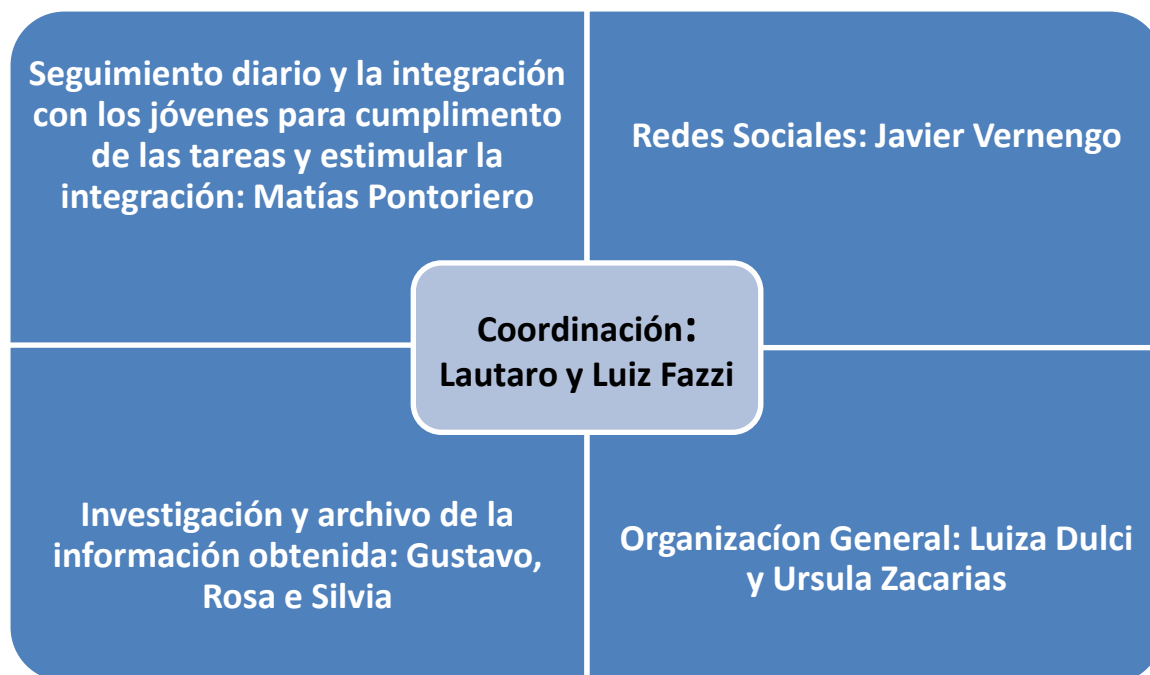 Seguimiento diario y la integración
con los jóvenes para cumplimento
de las tareas y estimular la
integración: Matías Pontoriero
Redes Sociales: Javier Vernengo
Coordinación:
Lautaro y Luiz Fazzi
Investigación y archivo de la
información obtenida: Gustavo,
Rosa e Silvia
Organizacíon General: Luiza Dulci
y Ursula Zacarias